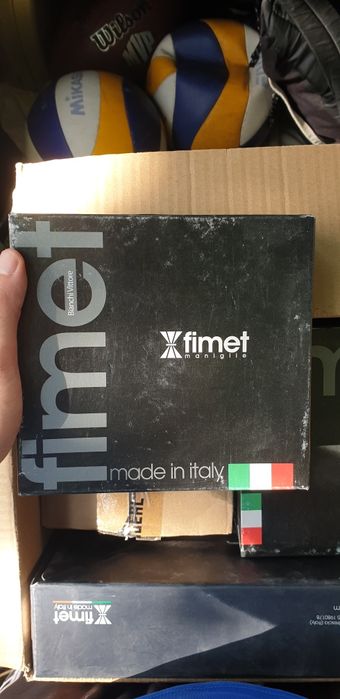 Wilson
MIKASA
fimet
Bianchi Vittore
fimet
maniglie
made in italy
fimet
made in italy